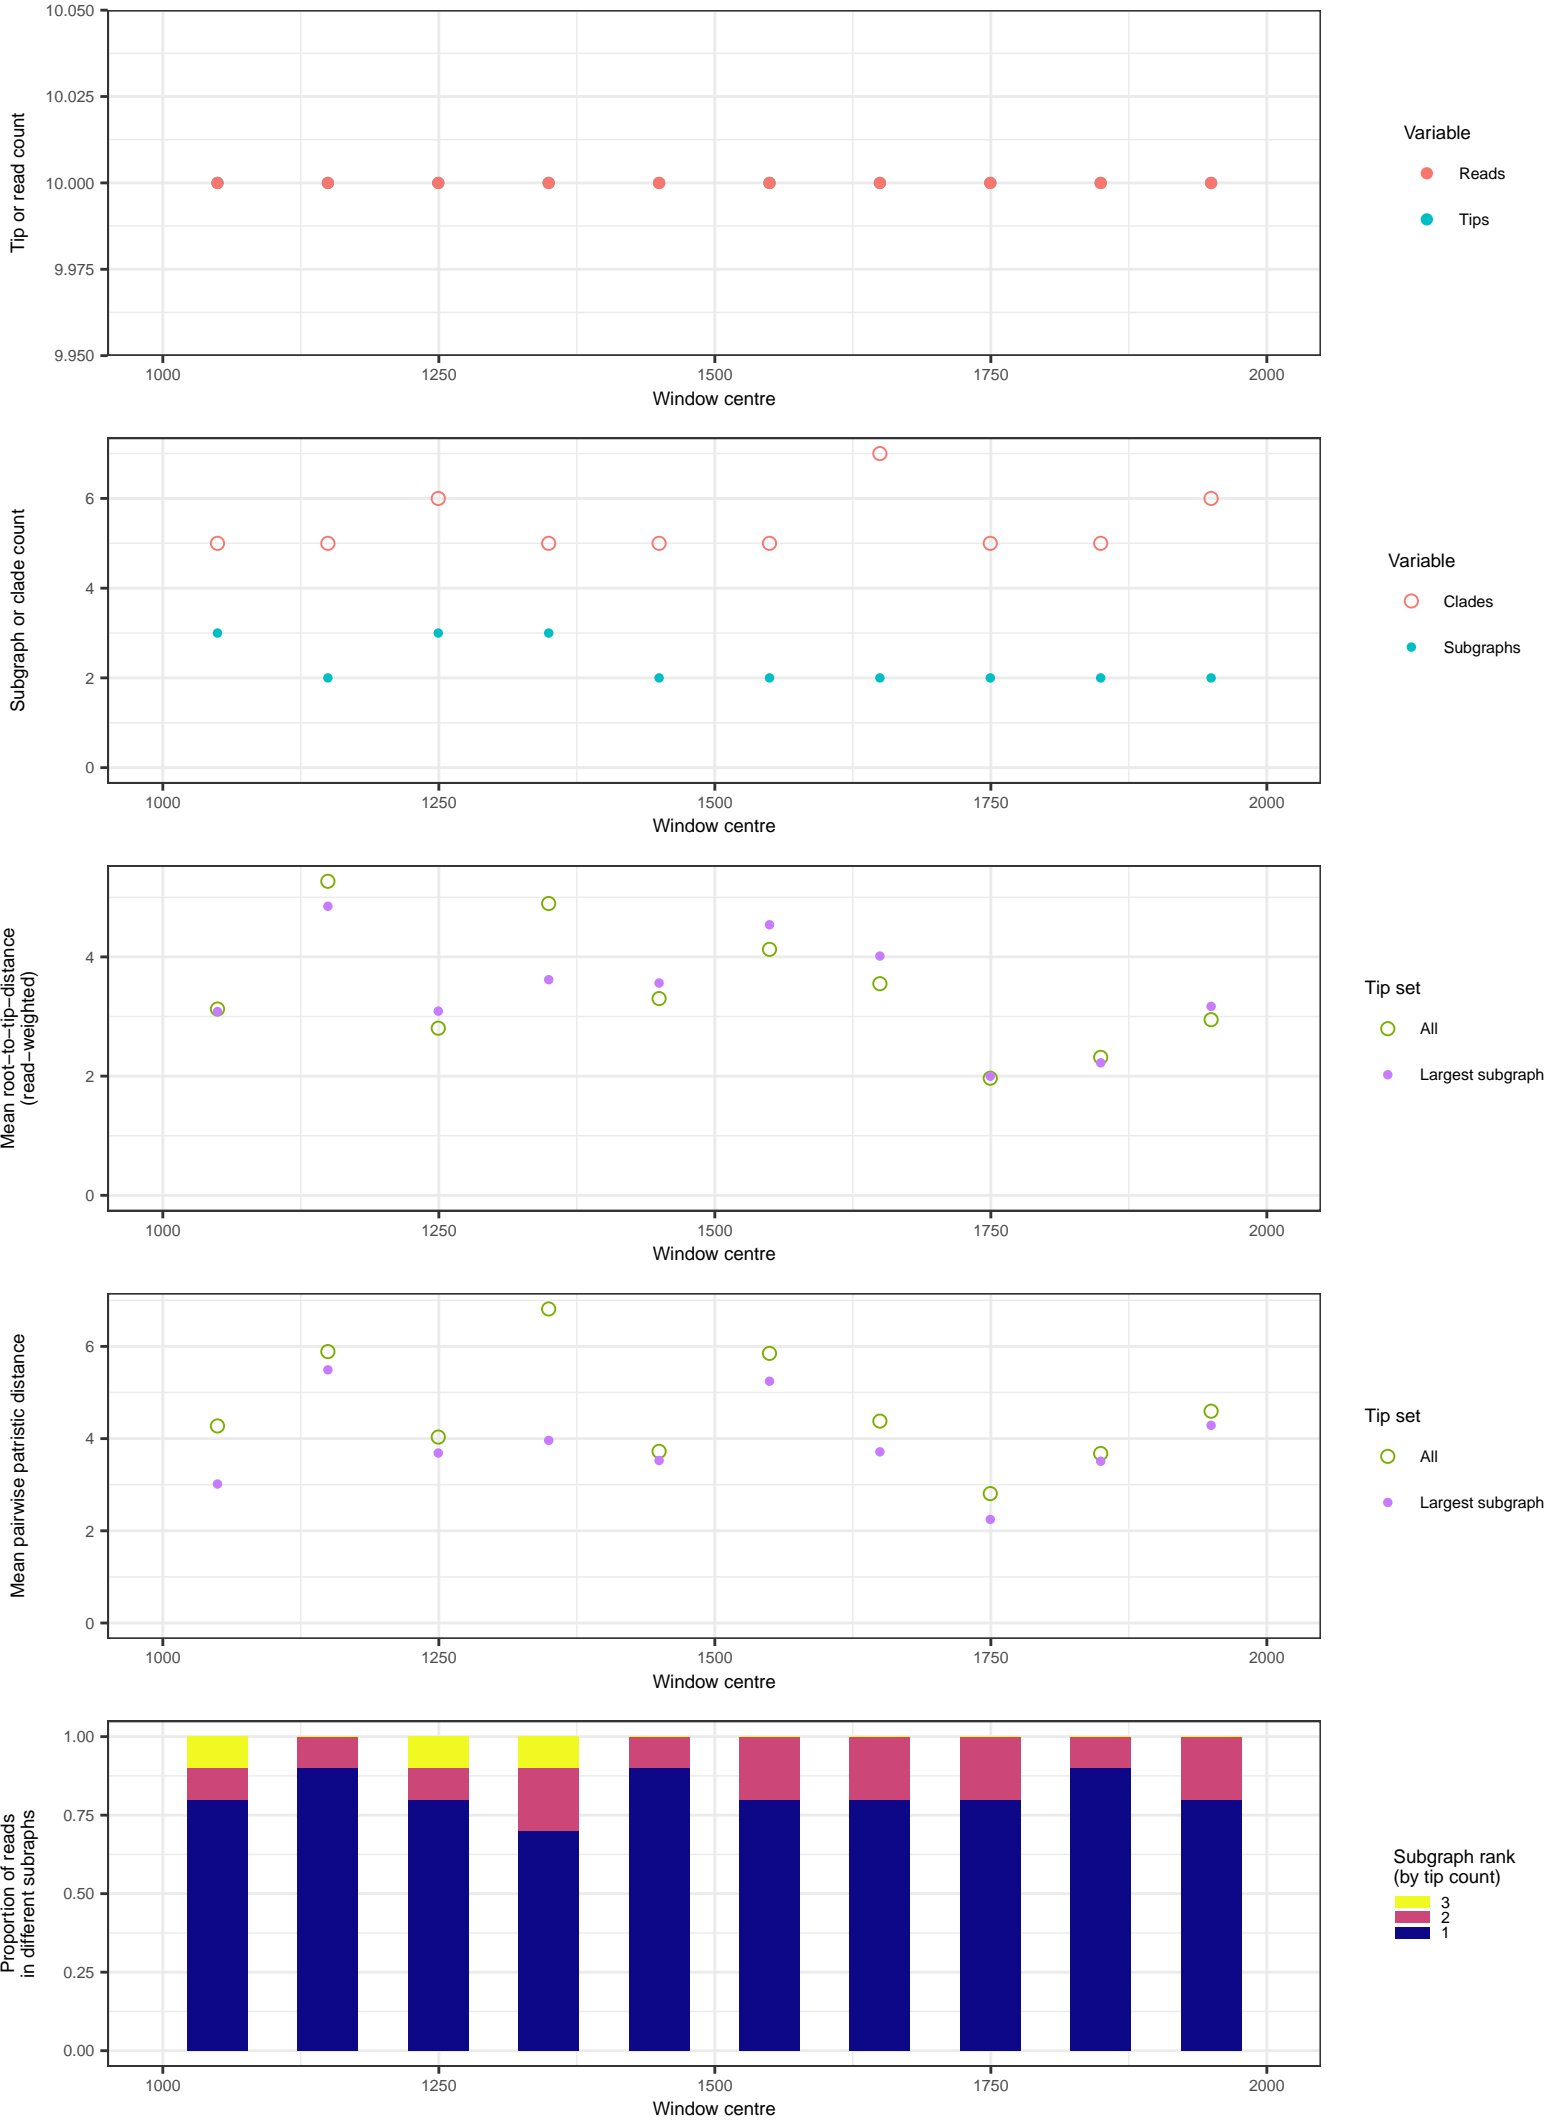 10.050
10.025
10.000
9.975
9.950
Tip or read count
1000 1250 1500 1750 2000
Window centre
Variable
Reads
Tips
6
4
2
0
Subgraph or clade count
1000 1250 1500 1750 2000
Window centre
Variable
Clades
Subgraphs
4
2
0
Mean root−to−tip−distance
(read−weighted)
1000 1250 1500 1750 2000
Window centre
Tip set
All
Largest subgraph
6
4
2
0
Mean pairwise patristic distance
1000 1250 1500 1750 2000
Window centre
Tip set
All
Largest subgraph
1.00
0.75
0.50
0.25
0.00
Proportion of reads
in different subraphs
1000 1250 1500 1750 2000
Window centre
Subgraph rank
(by tip count)
3
2
1